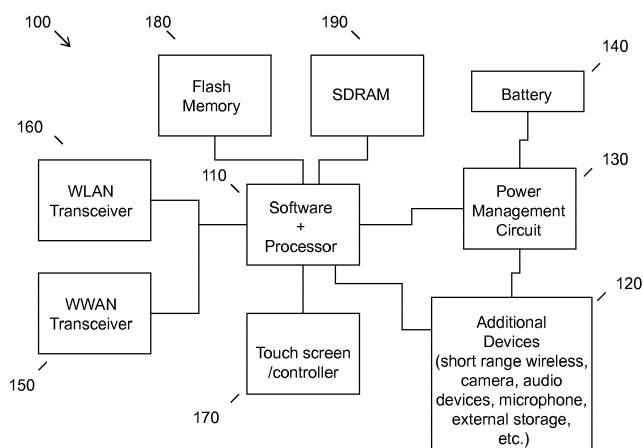 100
180
190
140
Flash
Memory
SDRAM
Battery
160
110
130
WLAN
Transceiver
Software
+
Processor
Power
Management
Circuit
120
WWAN
Transceiver
150
Touch screen
/controller
170
Additional
Devices
(short range wireless,
camera, audio
devices, microphone,
external storage,
etc.)